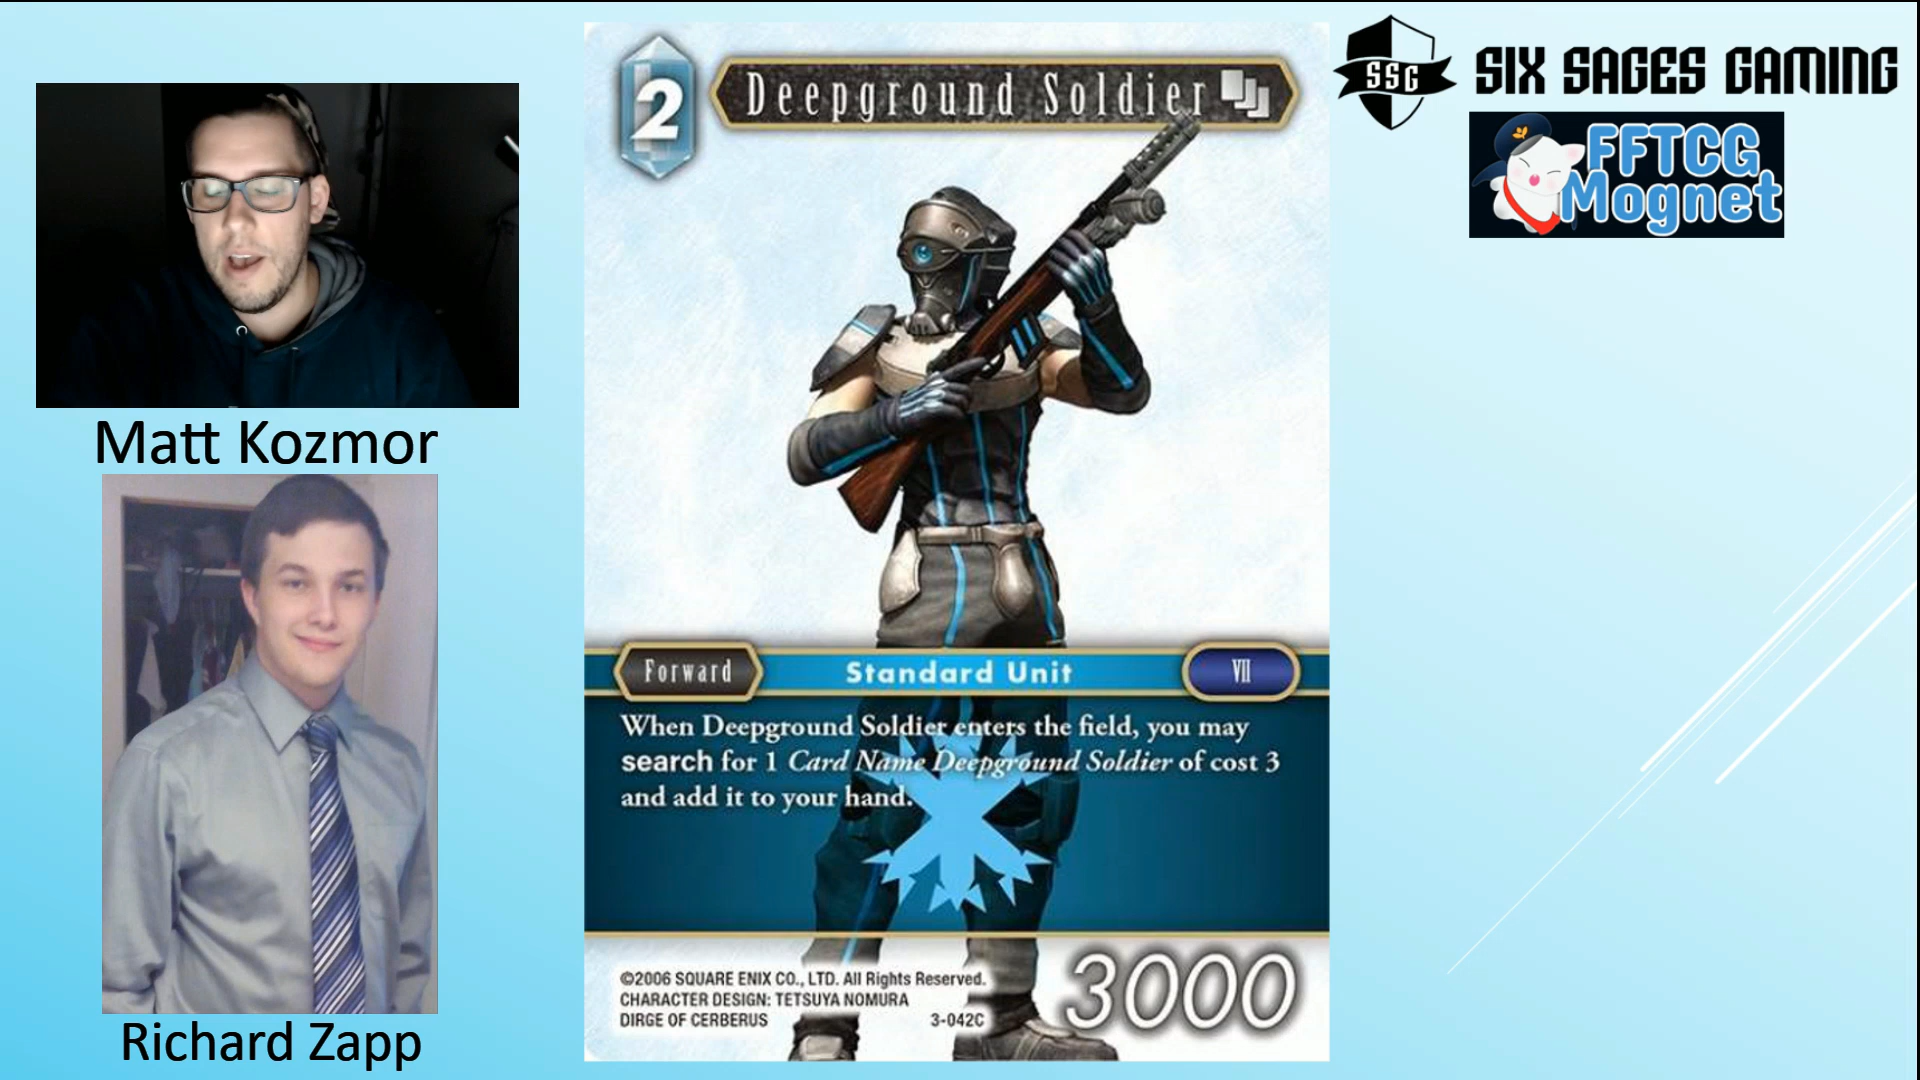 Matt Kozmor
Richard Zapp
2
Deepground Soldier
Forward
Standard Unit
VII
When Deepground Soldier enters the field, you may
search for 1 Card Name Deepground Soldier of cost 3
and add it to your hand.
©2006 SQUARE ENIX CO., LTD. All Rights Reserved.
CHARACTER DESIGN: TETSUYA NOMURA
DIRGE OF CERBERUS
3-042C
3000
SSG
SIX SAGES GAMING
FFTCG
Mognet